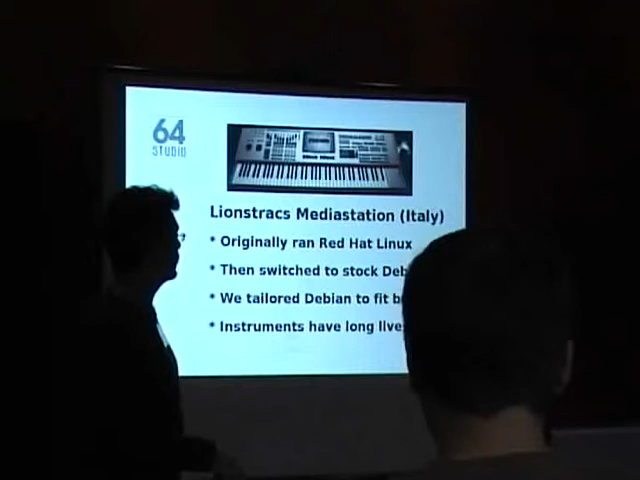 64
STUDIO
Lionstracs Mediastation (Italy)
* Originally ran Red Hat Linux
* Then switched to stock
* We tailored Debian to fit
* Instruments have long